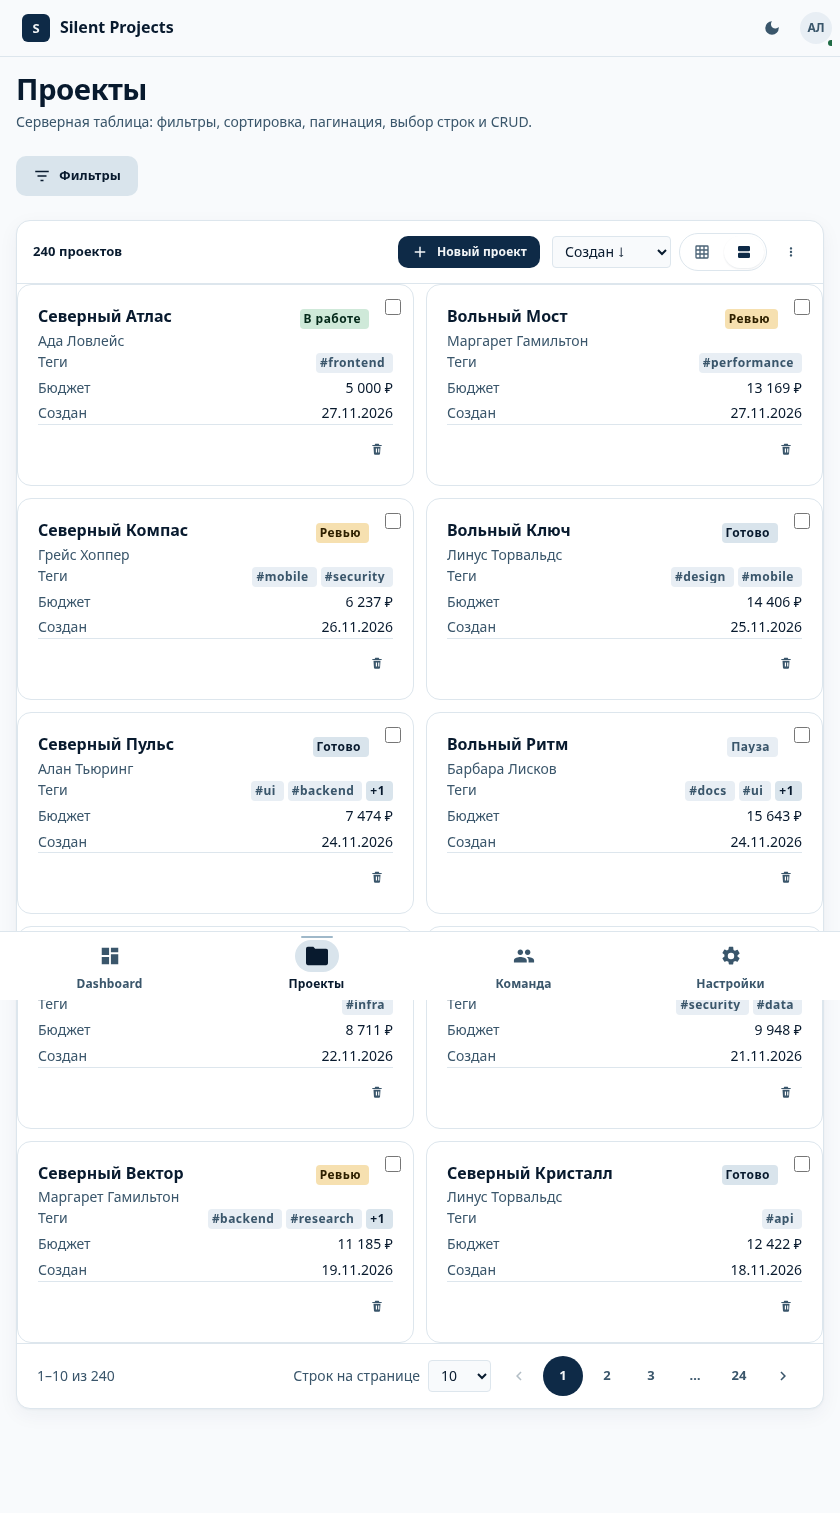 S Silent Projects АЛ
Проекты
Серверная таблица: фильтры, сортировка, пагинация, выбор строк и CRUD.
Фильтры
240 проектов + Новый проект Создан ↓
Северный Атлас В работе
Ада Ловлейс
Теги #frontend
Бюджет 5 000 ₽
Создан 27.11.2026
Вольный Мост Ревью
Маргарет Гамильтон
Теги #performance
Бюджет 13 169 ₽
Создан 27.11.2026
Северный Компас Ревью
Грейс Хоппер
Теги #mobile #security
Бюджет 6 237 ₽
Создан 26.11.2026
Вольный Ключ Готово
Линус Торвальдс
Теги #design #mobile
Бюджет 14 406 ₽
Создан 25.11.2026
Северный Пульс Готово
Алан Тьюринг
Теги #ui #backend +1
Бюджет 7 474 ₽
Создан 24.11.2026
Вольный Ритм Пауза
Барбара Лисков
Теги #docs #ui +1
Бюджет 15 643 ₽
Создан 24.11.2026
Dashboard Проекты Команда Настройки
Теги #infra
Бюджет 8 711 ₽
Создан 22.11.2026
Теги #security #data
Бюджет 9 948 ₽
Создан 21.11.2026
Северный Вектор Ревью
Маргарет Гамильтон
Теги #backend #research +1
Бюджет 11 185 ₽
Создан 19.11.2026
Северный Кристалл Готово
Линус Торвальдс
Теги #api
Бюджет 12 422 ₽
Создан 18.11.2026
1–10 из 240 Строк на странице 10 ‹ 1 2 3 … 24 ›